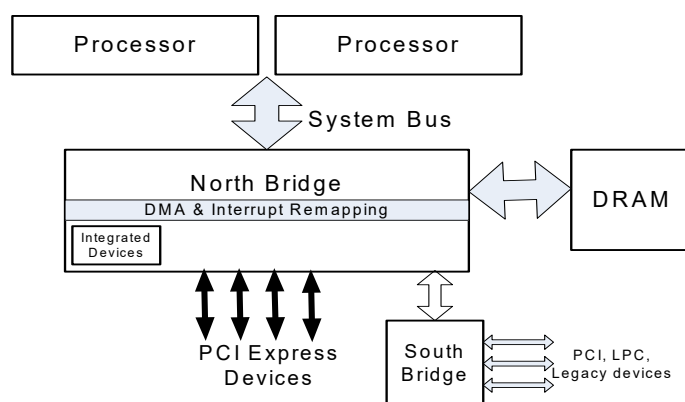 Processor
Processor
System Bus
North Bridge
DMA & Interrupt Remapping
DRAM
Integrated
Devices
PCI Express
Devices
South
Bridge
PCI, LPC,
Legacy devices